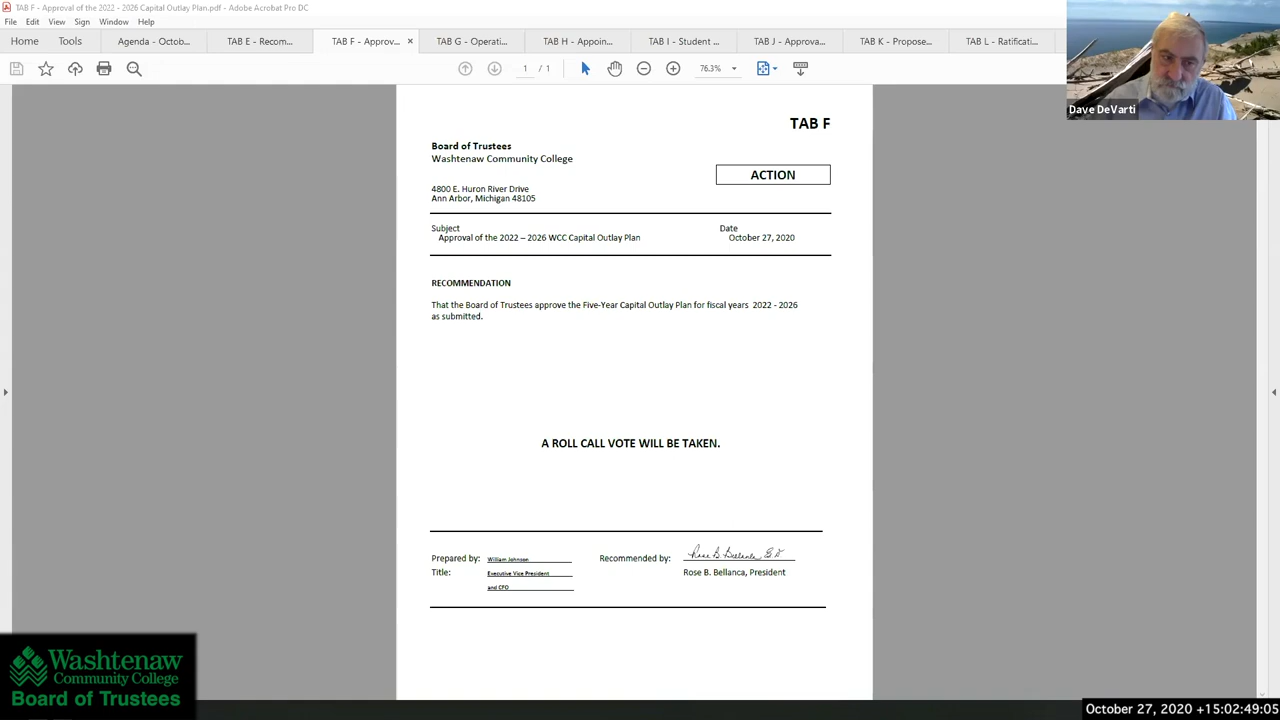 TAB F - Approval of the 2022 - 2026 Capital Outlay Plan.pdf - Adobe Acrobat Pro DC
File Edit View Sign Window Help
Home Tools Agenda - Octob... TAB E - Recom... TAB F - Approv... × TAB G - Operati... TAB H - Appoin... TAB I - Student ... TAB J - Approva... TAB K - Propose... TAB L - Ratificati...
1 / 1 76.3%
Dave DeVarti
TAB F
Board of Trustees
Washtenaw Community College
ACTION
4800 E. Huron River Drive
Ann Arbor, Michigan 48105
Subject Date
Approval of the 2022 – 2026 WCC Capital Outlay Plan October 27, 2020
RECOMMENDATION
That the Board of Trustees approve the Five-Year Capital Outlay Plan for fiscal years 2022 - 2026
as submitted.
A ROLL CALL VOTE WILL BE TAKEN.
Rose B. Bellanca
Prepared by: William Johnson Recommended by:
Title: Executive Vice President Rose B. Bellanca, President
and CFO
Washtenaw
Community College
Board of Trustees
October 27, 2020 +15:02:49:05